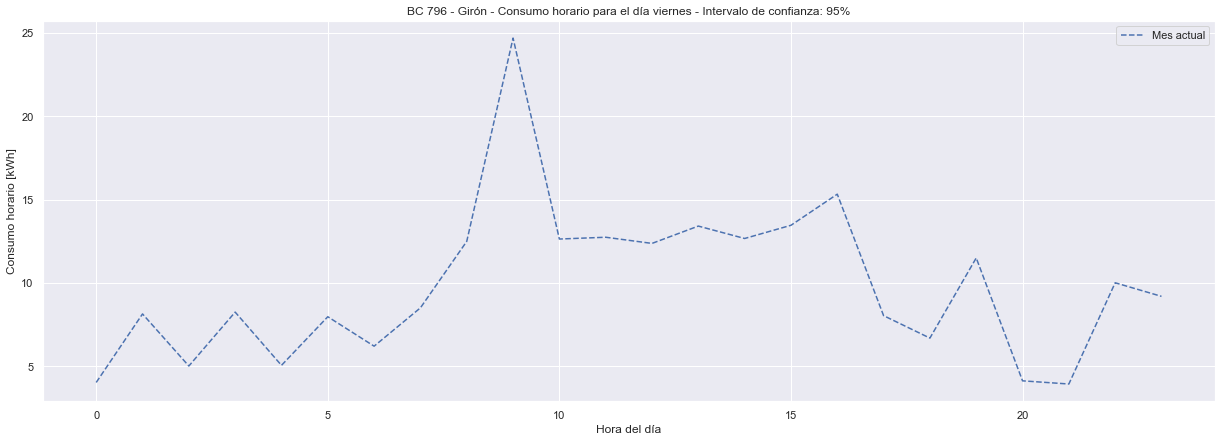 BC 796 - Girón - Consumo horario para el día viernes - Intervalo de confianza: 95%
Mes actual
Consumo horario [kWh]
25
20
15
10
5
0
5
10
15
20
Hora del día